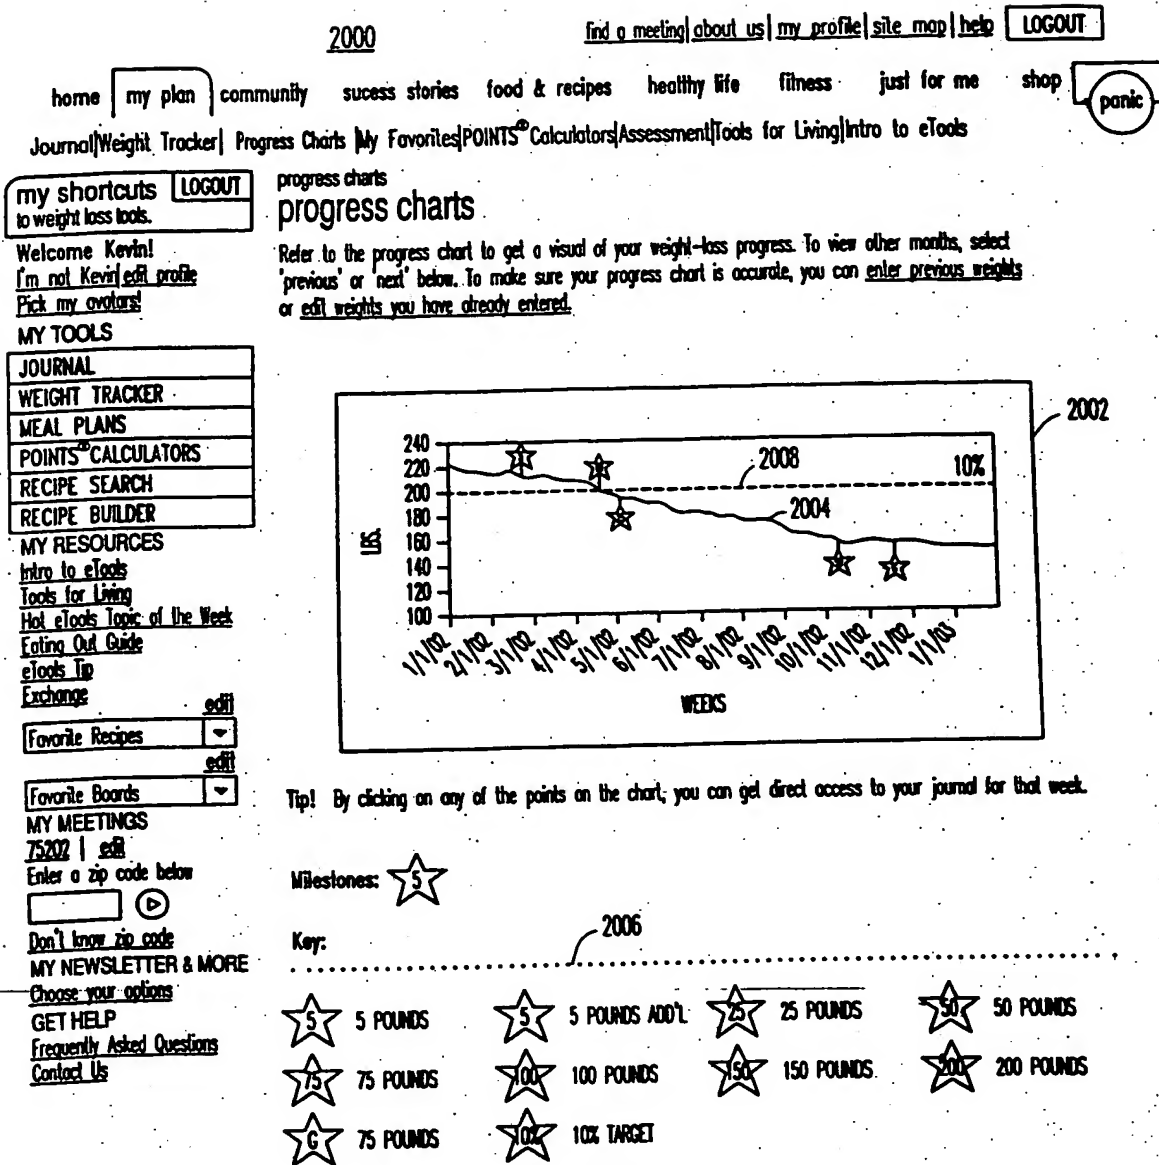 2000
find a meeting|about us|my profile|site map|help LOGOUT
home my plan community sucess stories food & recipes healthy life fitness just for me shop panic
Journal|Weight Tracker| Progress Charts |My Favorites|POINTS® Calculators|Assessment|Tools for Living|Intro to eTools
my shortcuts LOGOUT
to weight loss tools.
Welcome Kevin!
I'm not Kevin|edit profile
Pick my avatars!
MY TOOLS
JOURNAL
WEIGHT TRACKER
MEAL PLANS
POINTS® CALCULATORS
RECIPE SEARCH
RECIPE BUILDER
MY RESOURCES
Intro to eTools
Tools for Living
Hot eTools Topic of the Week
Eating Out Guide
eTools Tip
Exchange
edit
Favorite Recipes
edit
Favorite Boards
MY MEETINGS
75202 | edit
Enter a zip code below
Don't know zip code
MY NEWSLETTER & MORE
Choose your options
GET HELP
Frequently Asked Questions
Contact Us
progress charts
progress charts
Refer to the progress chart to get a visual of your weight-loss progress. To view other months, select
'previous' or 'next' below. To make sure your progress chart is accurate, you can enter previous weights
or edit weights you have already entered.
2002
240
220
200
180
160
140
120
100
LBS.
2008
10%
2004
1/1/02 2/1/02 3/1/02 4/1/02 5/1/02 6/1/02 7/1/02 8/1/02 9/1/02 10/1/02 11/1/02 12/1/02 1/1/03
WEEKS
Tip! By clicking on any of the points on the chart, you can get direct access to your journal for that week.
Milestones: 5
Key:
2006
5 5 POUNDS 5 5 POUNDS ADD'L 25 25 POUNDS 50 50 POUNDS
75 75 POUNDS 100 100 POUNDS 150 150 POUNDS 200 200 POUNDS
G 75 POUNDS 10% 10% TARGET